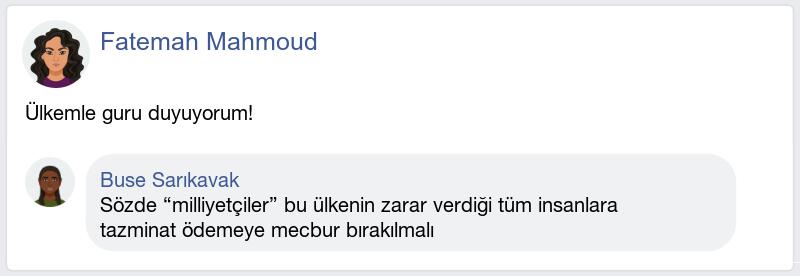 Fatemah Mahmoud
Ülkemle guru duyuyorum!
Buse Sarıkavak
Sözde “milliyetçiler” bu ülkenin zarar verdiği tüm insanlara
tazminat ödemeye mecbur bırakılmalı